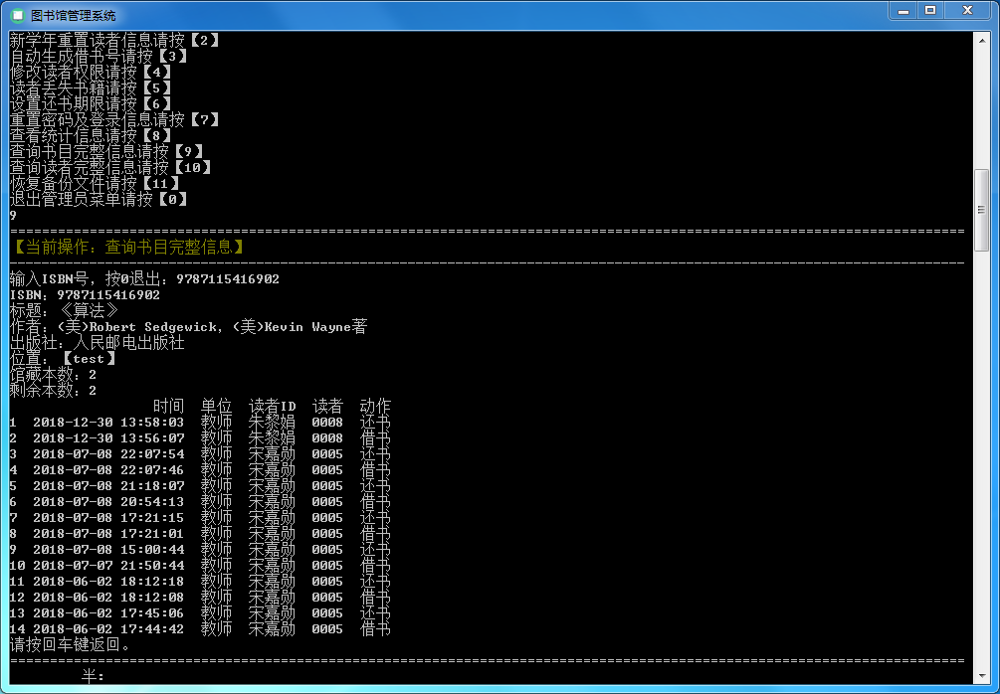 图书馆管理系统
新学年重置读者信息请按【2】
自动生成借书号请按【3】
修改读者权限请按【4】
读者丢失书籍请按【5】
设置还书期限请按【6】
重置密码及登录信息请按【7】
查看统计信息请按【8】
查询书目完整信息请按【9】
查询读者完整信息请按【10】
恢复备份文件请按【11】
退出管理员菜单请按【0】
9
【当前操作：查询书目完整信息】
输入ISBN号，按0退出：9787115416902
ISBN：9787115416902
标题：《算法》
作者：(美)Robert Sedgewick, (美)Kevin Wayne著
出版社：人民邮电出版社
位置：【test】
馆藏本数：2
剩余本数：2
时间 单位 读者ID 读者 动作
1 2018-12-30 13:58:03 教师 朱黎娟 0008 还书
2 2018-12-30 13:56:07 教师 朱黎娟 0008 借书
3 2018-07-08 22:07:54 教师 宋嘉勋 0005 还书
4 2018-07-08 22:07:46 教师 宋嘉勋 0005 借书
5 2018-07-08 21:18:07 教师 宋嘉勋 0005 还书
6 2018-07-08 20:54:13 教师 宋嘉勋 0005 借书
7 2018-07-08 17:21:15 教师 宋嘉勋 0005 还书
8 2018-07-08 17:21:01 教师 宋嘉勋 0005 借书
9 2018-07-08 15:00:44 教师 宋嘉勋 0005 还书
10 2018-07-07 21:50:44 教师 宋嘉勋 0005 借书
11 2018-06-02 18:12:18 教师 宋嘉勋 0005 还书
12 2018-06-02 18:12:08 教师 宋嘉勋 0005 借书
13 2018-06-02 17:45:06 教师 宋嘉勋 0005 还书
14 2018-06-02 17:44:42 教师 宋嘉勋 0005 借书
请按回车键返回。
半：